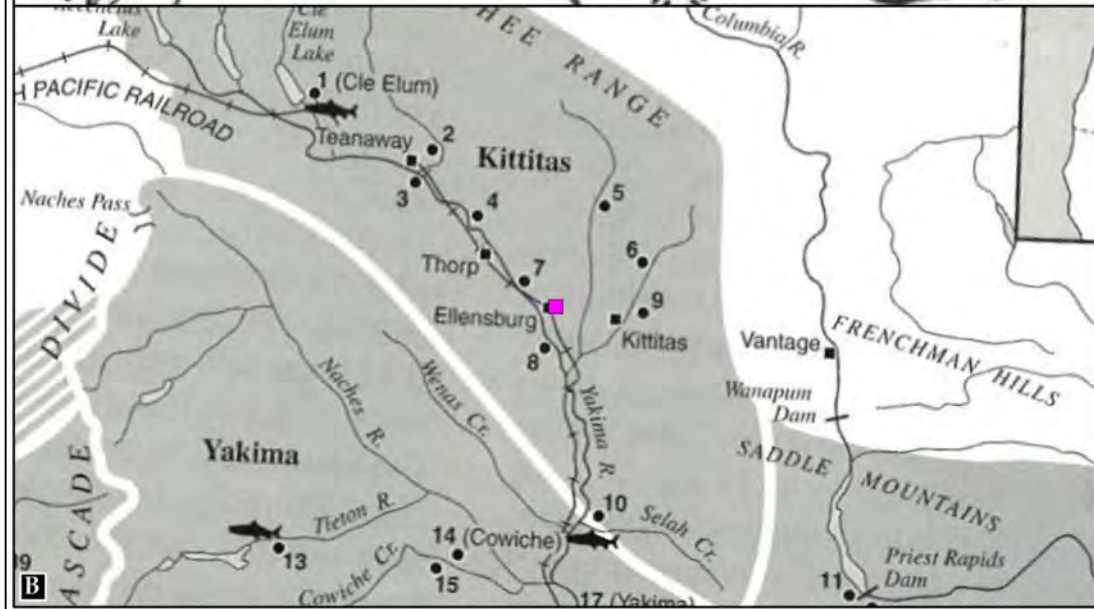 Lake
Cle
Elum
Lake
HEE RANGE
Columbia R.
1 (Cle Elum)
PACIFIC RAILROAD
Teanaway
2
Kittitas
3
4
5
Naches Pass
Thorp
7
6
Ellensburg
9
Kittitas
8
DIVIDE
Vantage
FRENCHMAN HILLS
Wanapum
Dam
Naches R.
Wenas Cr.
Yakima R.
Yakima
SADDLE MOUNTAINS
ASCADE
10
Selah Cr.
Tieton R.
13
14 (Cowiche)
15
Cowiche Cr.
Priest Rapids
Dam
11
B
17 (Yakima)